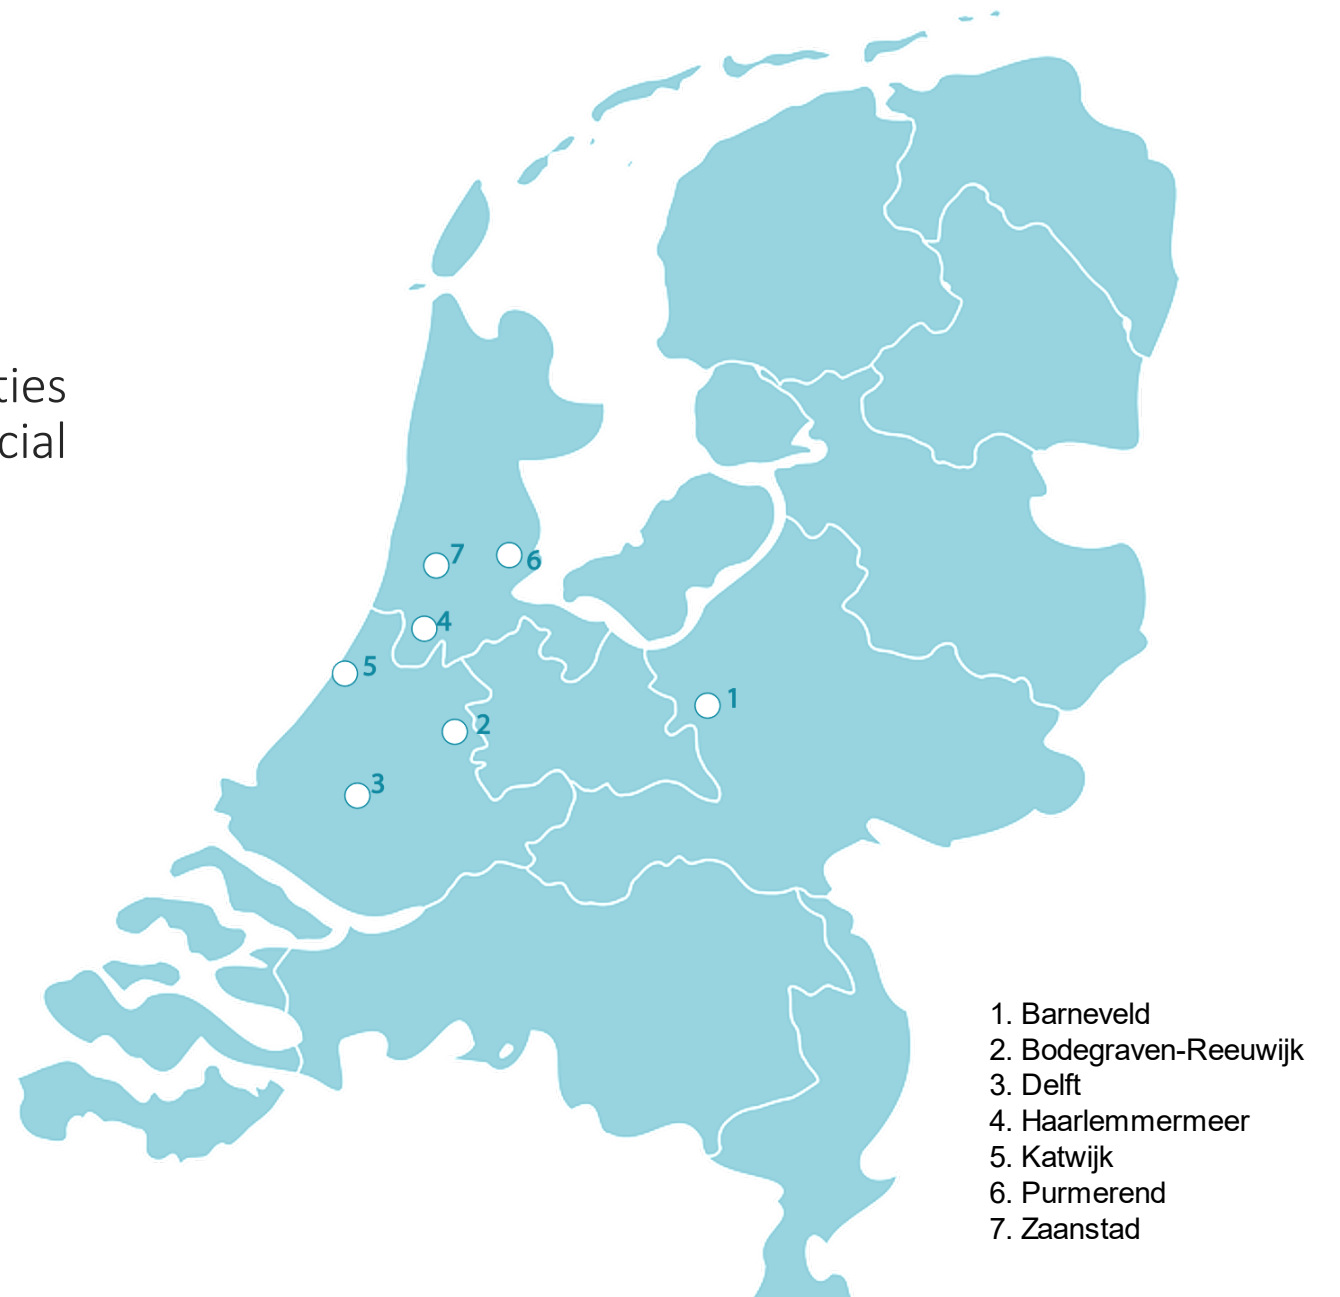 ties
cial
7
6
4
5
1
2
3
1. Barneveld
2. Bodegraven-Reeuwijk
3. Delft
4. Haarlemmermeer
5. Katwijk
6. Purmerend
7. Zaanstad